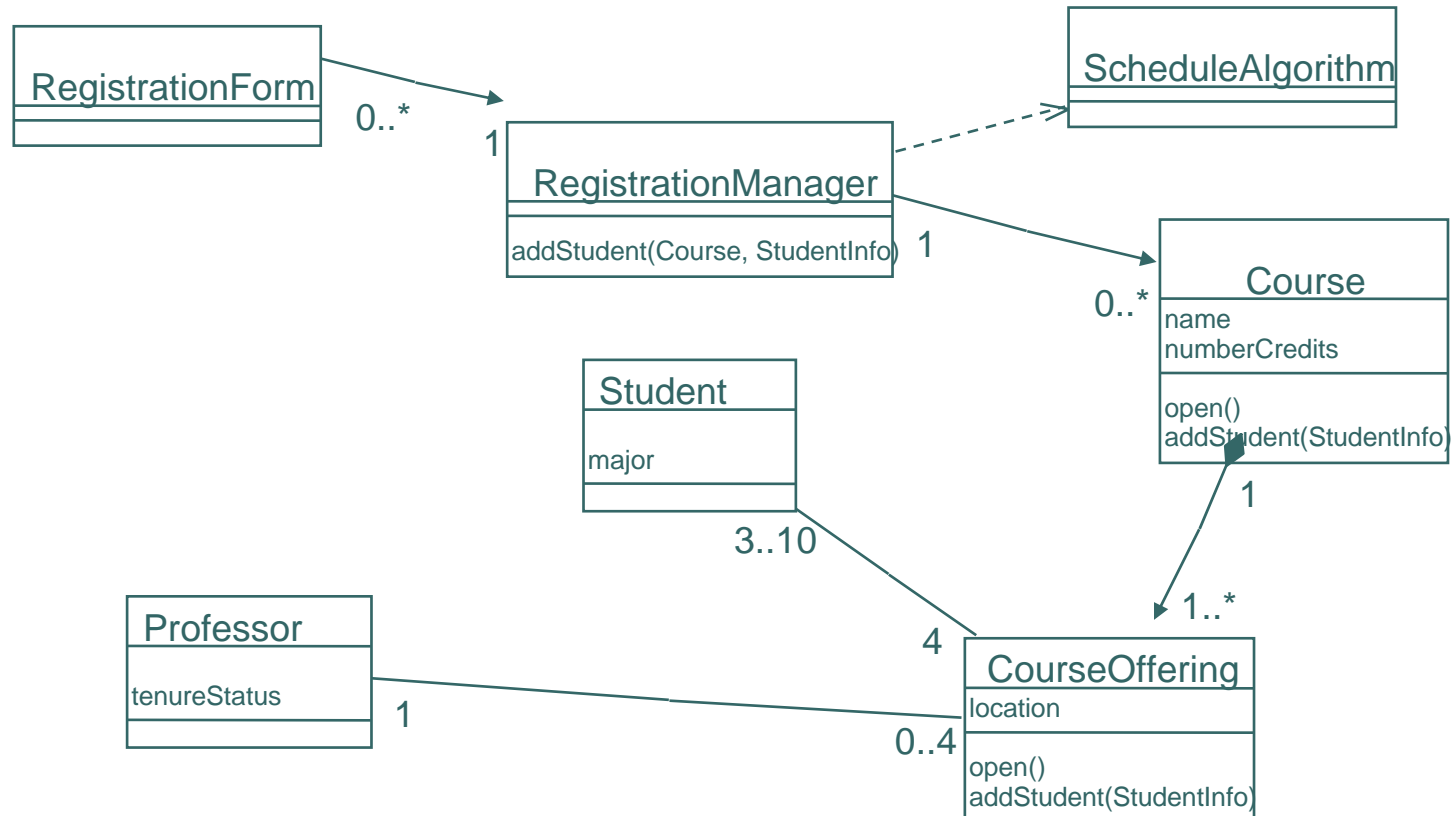 ScheduleAlgorithm
RegistrationForm
0..*
1
RegistrationManager
addStudent(Course, StudentInfo)
1
0..*
Course
name
numberCredits
open()
addStudent(StudentInfo)
1
Student
major
3..10
1..*
4
Professor
tenureStatus
1
CourseOffering
location
0..4
open()
addStudent(StudentInfo)